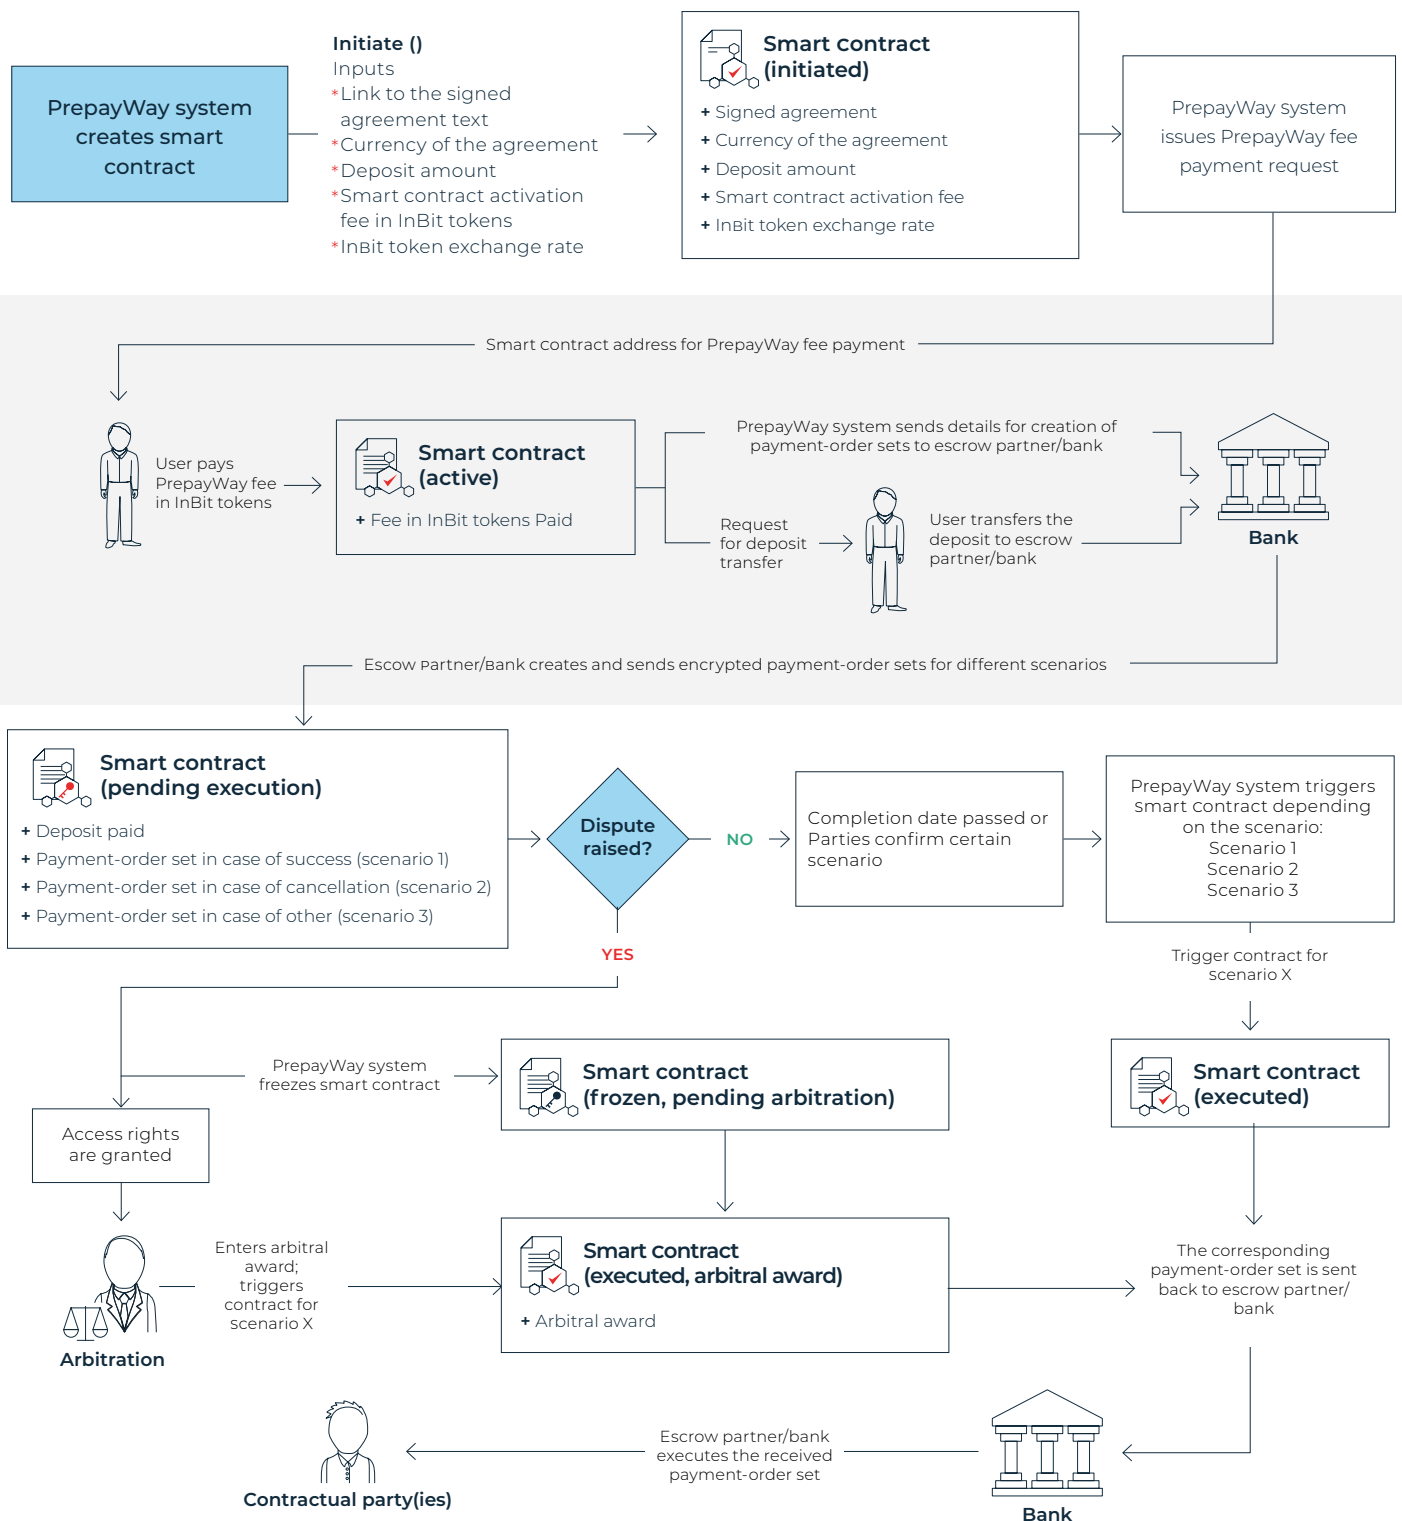 PrepayWay system
creates smart
contract
Initiate ()
Inputs
*Link to the signed
agreement text
*Currency of the agreement
*Deposit amount
*Smart contract activation
fee in InBit tokens
*InBit token exchange rate
Smart contract
(initiated)
+ Signed agreement
+ Currency of the agreement
+ Deposit amount
+ Smart contract activation fee
+ InBit token exchange rate
PrepayWay system
issues PrepayWay fee
payment request
Smart contract address for PrepayWay fee payment
User pays
PrepayWay fee
in InBit tokens
Smart contract
(active)
+ Fee in InBit tokens Paid
PrepayWay system sends details for creation of
payment-order sets to escrow partner/bank
Request
for deposit
transfer
User transfers the
deposit to escrow
partner/bank
Bank
Escow Partner/Bank creates and sends encrypted payment-order sets for different scenarios
Smart contract
(pending execution)
+ Deposit paid
+ Payment-order set in case of success (scenario 1)
+ Payment-order set in case of cancellation (scenario 2)
+ Payment-order set in case of other (scenario 3)
Dispute
raised?
NO
Completion date passed or
Parties confirm certain
scenario
PrepayWay system triggers
smart contract depending
on the scenario:
Scenario 1
Scenario 2
Scenario 3
YES
Trigger contract for
scenario X
PrepayWay system
freezes smart contract
Smart contract
(frozen, pending arbitration)
Smart contract
(executed)
Access rights
are granted
Enters arbitral
award;
triggers
contract for
scenario X
Arbitration
Smart contract
(executed, arbitral award)
+ Arbitral award
The corresponding
payment-order set is sent
back to escrow partner/
bank
Escrow partner/bank
executes the received
payment-order set
Contractual party(ies)
Bank